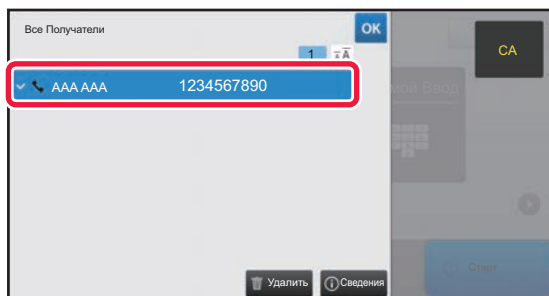 Все Получатели
OK
1
CA
AAA AAA 1234567890
мой Ввод
Удалить
Сведения
Старт